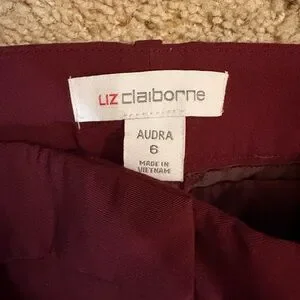 LIZ claiborne
AUDRA
6
MADE IN
VIETNAM